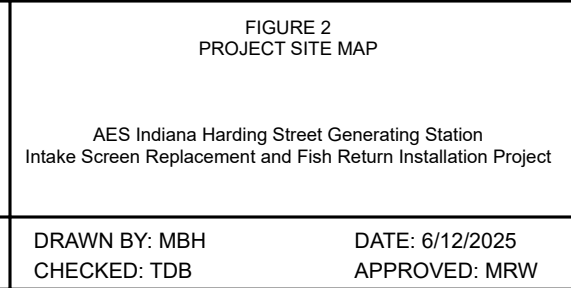 FIGURE 2
PROJECT SITE MAP
AES Indiana Harding Street Generating Station
Intake Screen Replacement and Fish Return Installation Project
DRAWN BY: MBH DATE: 6/12/2025
CHECKED: TDB APPROVED: MRW